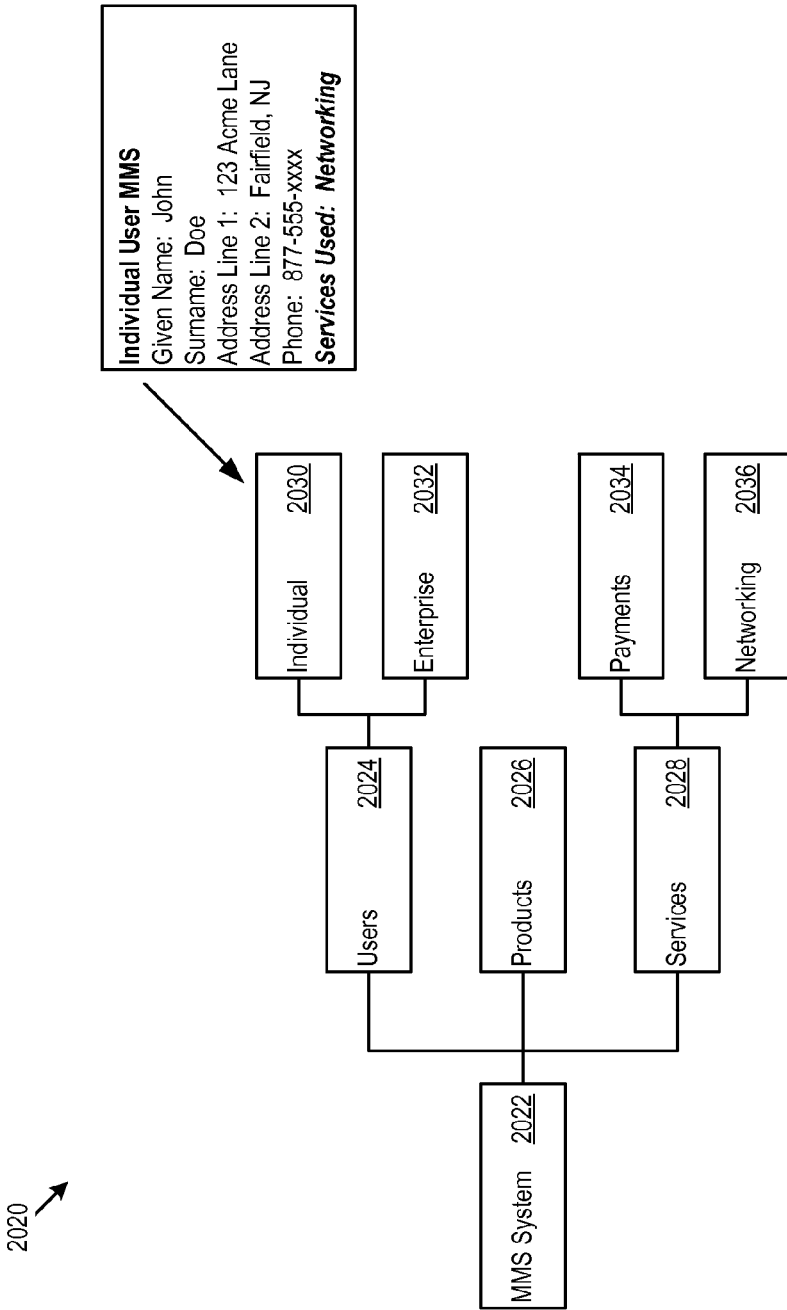 2020
MMS System 2022
Users 2024
Products 2026
Services 2028
Individual 2030
Enterprise 2032
Payments 2034
Networking 2036
Individual User MMS
Given Name: John
Surname: Doe
Address Line 1: 123 Acme Lane
Address Line 2: Fairfield, NJ
Phone: 877-555-xxxx
Services Used: Networking